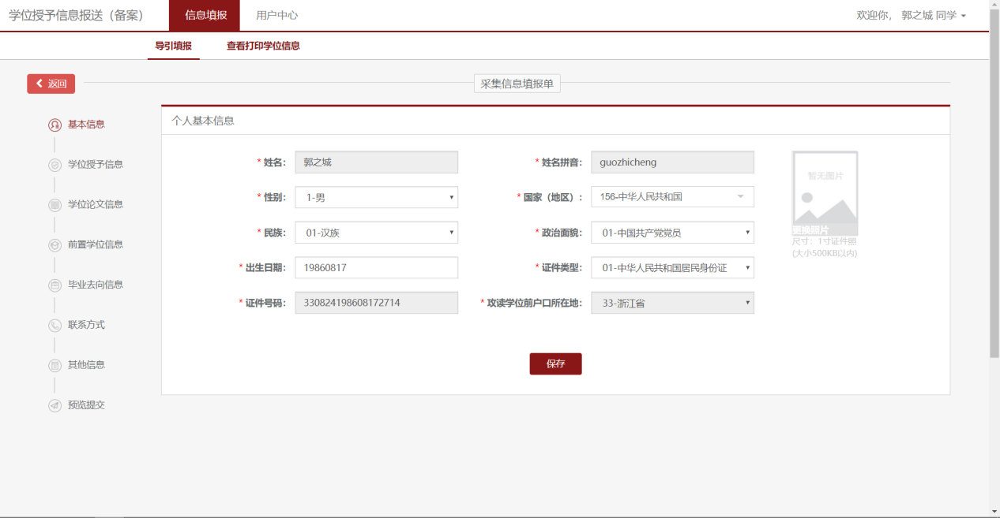 学位授予信息报送（备案） 信息填报 用户中心 欢迎你， 郭之城 同学
导引填报 查看打印学位信息
返回 采集信息填报单
基本信息
学位授予信息
学位论文信息
前置学位信息
毕业去向信息
联系方式
其他信息
预览提交
个人基本信息
* 姓名: 郭之城 * 姓名拼音: guozhicheng
* 性别: 1-男 * 国家（地区）: 156-中华人民共和国
* 民族: 01-汉族 * 政治面貌: 01-中国共产党党员
* 出生日期: 19860817 * 证件类型: 01-中华人民共和国居民身份证
* 证件号码: 330824198608172714 * 攻读学位前户口所在地: 33-浙江省
暂无图片
更换照片
尺寸: 1寸证件照
(大小500KB以内)
保存